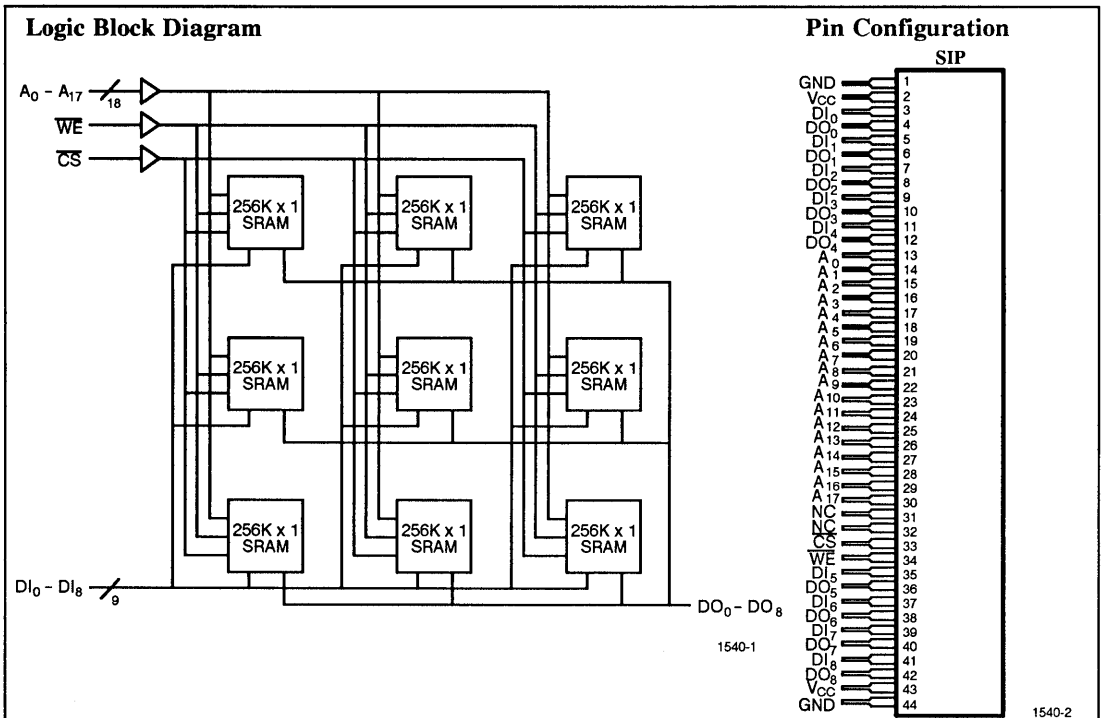 Logic Block Diagram
A0 – A17
18
WE
CS
256K x 1
SRAM
256K x 1
SRAM
256K x 1
SRAM
256K x 1
SRAM
256K x 1
SRAM
256K x 1
SRAM
256K x 1
SRAM
256K x 1
SRAM
256K x 1
SRAM
DI0 – DI8
9
DO0 – DO8
1540-1
Pin Configuration
SIP
GND 1
VCC 2
DI0 3
DO0 4
DI1 5
DO1 6
DI2 7
DO2 8
DI3 9
DO3 10
DI4 11
DO4 12
A0 13
A1 14
A2 15
A3 16
A4 17
A5 18
A6 19
A7 20
A8 21
A9 22
A10 23
A11 24
A12 25
A13 26
A14 27
A15 28
A16 29
A17 30
NC 31
NC 32
CS 33
WE 34
DI5 35
DO5 36
DI6 37
DO6 38
DI7 39
DO7 40
DI8 41
DO8 42
VCC 43
GND 44
1540-2